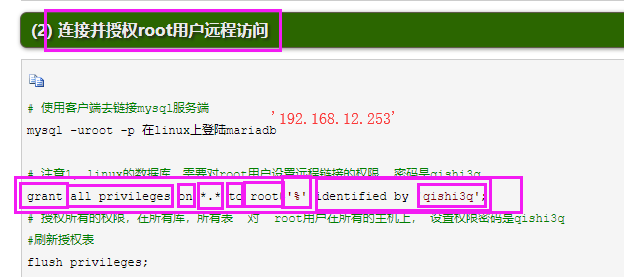 (2) 连接并授权root用户远程访问
# 使用客户端去链接mysql服务端
'192.168.12.253'
mysql -uroot -p 在linux上登陆mariadb
# 注意1, linux的数据库，需要对root用户设置远程链接的权限，密码是qishi3q
grant all privileges on *.* to root '%' identified by qishi3q';
# 授权所有的权限，在所有库，所有表 对 root用户在所有的主机上， 设置权限密码是qishi3q
#刷新授权表
flush privileges;